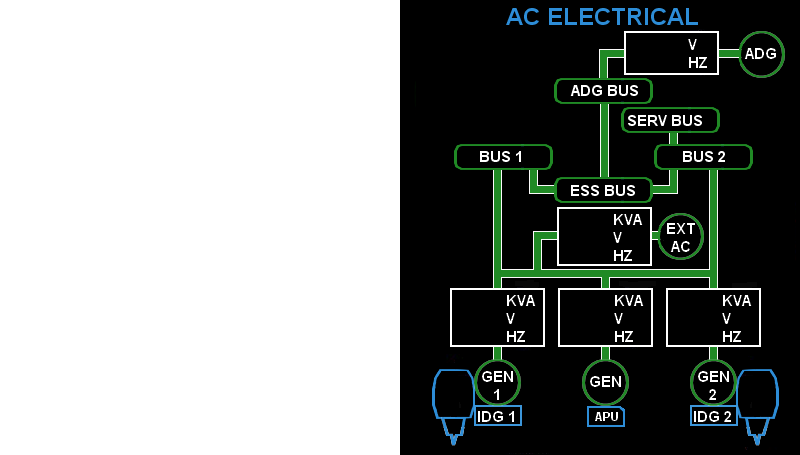 AC ELECTRICAL
V
HZ
ADG
ADG BUS
SERV BUS
BUS 1
BUS 2
ESS BUS
KVA
V
HZ
EXT
AC
KVA
V
HZ
KVA
V
HZ
KVA
V
HZ
GEN
1
GEN
GEN
2
IDG 1
APU
IDG 2